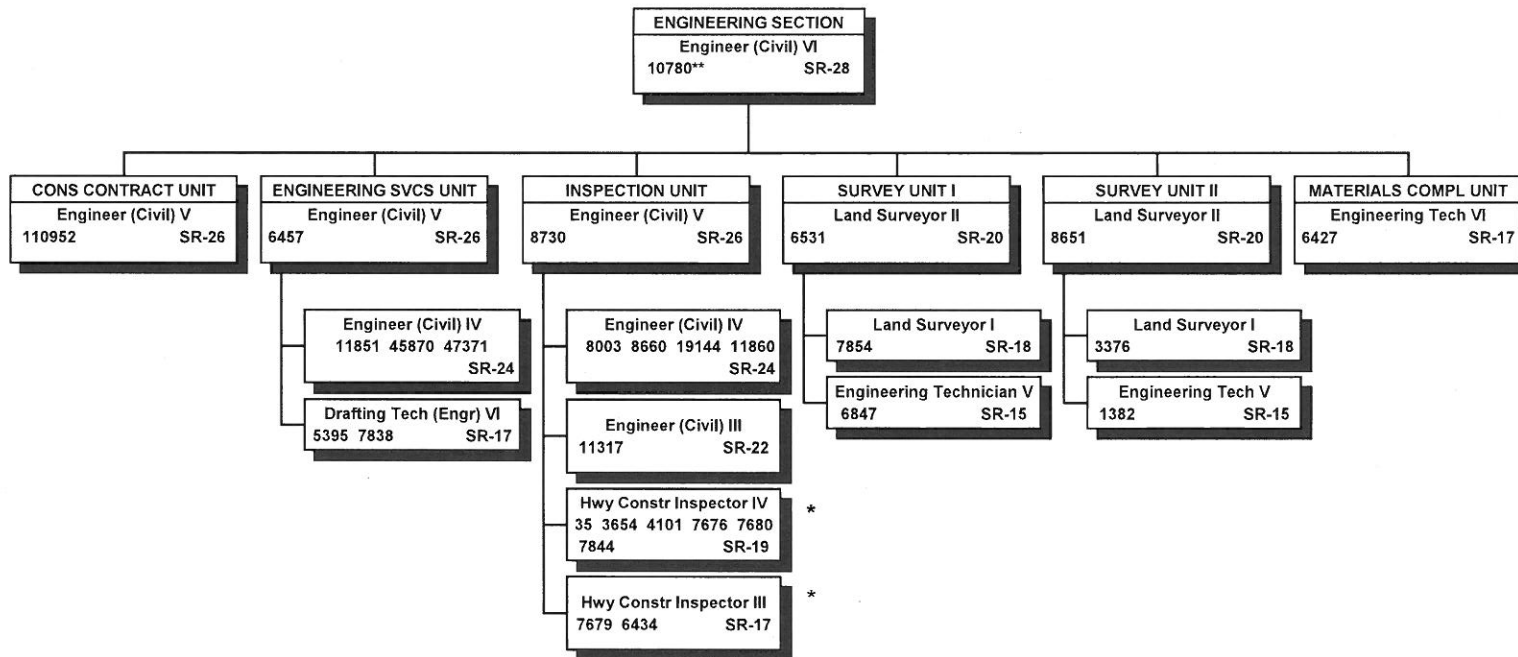 ENGINEERING SECTION
Engineer (Civil) VI
10780** SR-28
CONS CONTRACT UNIT
Engineer (Civil) V
110952 SR-26
ENGINEERING SVCS UNIT
Engineer (Civil) V
6457 SR-26
INSPECTION UNIT
Engineer (Civil) V
8730 SR-26
SURVEY UNIT I
Land Surveyor II
6531 SR-20
SURVEY UNIT II
Land Surveyor II
8651 SR-20
MATERIALS COMPL UNIT
Engineering Tech VI
6427 SR-17
Engineer (Civil) IV
11851 45870 47371
SR-24
Drafting Tech (Engr) VI
5395 7838 SR-17
Engineer (Civil) IV
8003 8660 19144 11860
SR-24
Engineer (Civil) III
11317 SR-22
Hwy Constr Inspector IV *
35 3654 4101 7676 7680
7844 SR-19
Hwy Constr Inspector III *
7679 6434 SR-17
Land Surveyor I
7854 SR-18
Engineering Technician V
6847 SR-15
Land Surveyor I
3376 SR-18
Engineering Tech V
1382 SR-15